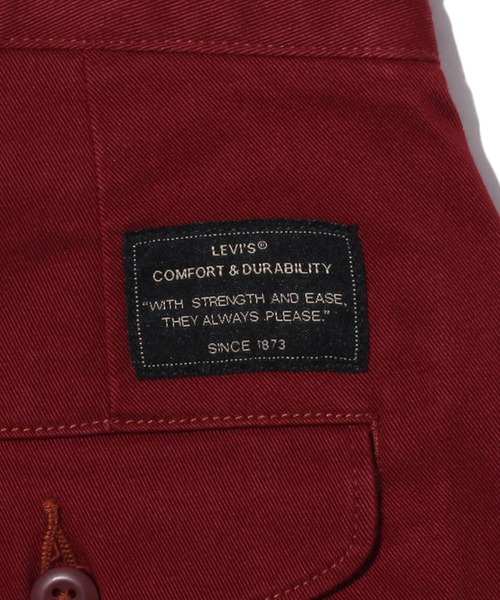 LEVI'S®
COMFORT & DURABILITY
"WITH STRENGTH AND EASE,
THEY ALWAYS PLEASE."
SINCE 1873